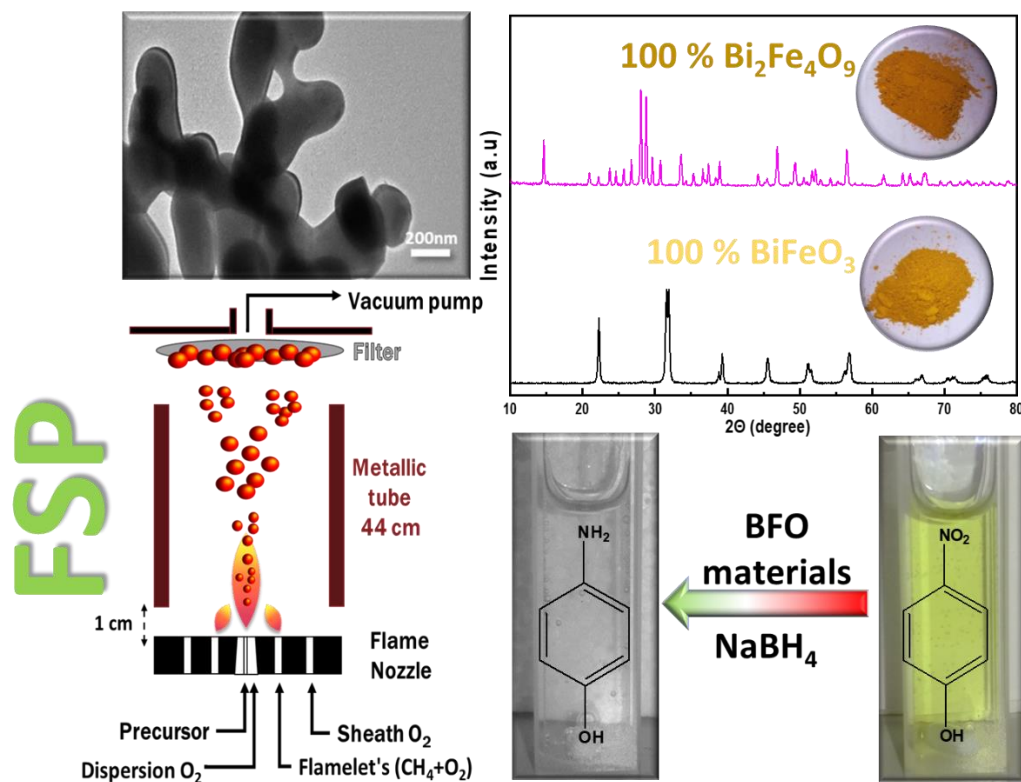 200nm
Vacuum pump
Filter
FSP
Metallic
tube
44 cm
1 cm
Flame
Nozzle
Precursor
Sheath O₂
Dispersion O₂
Flamelet's (CH₄+O₂)
Intensity (a.u)
100 % Bi₂Fe₄O₉
100 % BiFeO₃
10 20 30 40 50 60 70 80
2Θ (degree)
NH₂
OH
BFO
materials
NaBH₄
NO₂
OH